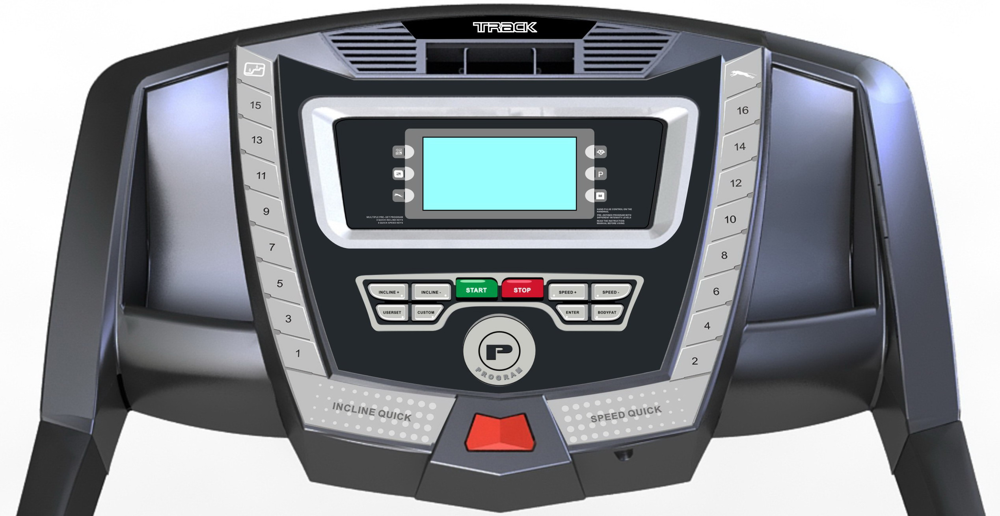 TRACK
15
13
11
9
7
5
3
1
16
14
12
10
8
6
4
2
P
MULTIPLE PRE-SET PROGRAM
8 QUICK INCLINE KEYS
8 QUICK SPEED KEYS
HAND PULSE CONTROL ON THE
HANDRAIL
PRE-DEFINED PROGRAM WITH
DIFFERENT INTENSITY LEVELS
READ THE INSTRUCTION
MANUAL BEFORE USING
INCLINE + INCLINE - START STOP SPEED + SPEED -
USERSET CUSTOM ENTER BODYFAT
P
PROGRAM
INCLINE QUICK
SPEED QUICK